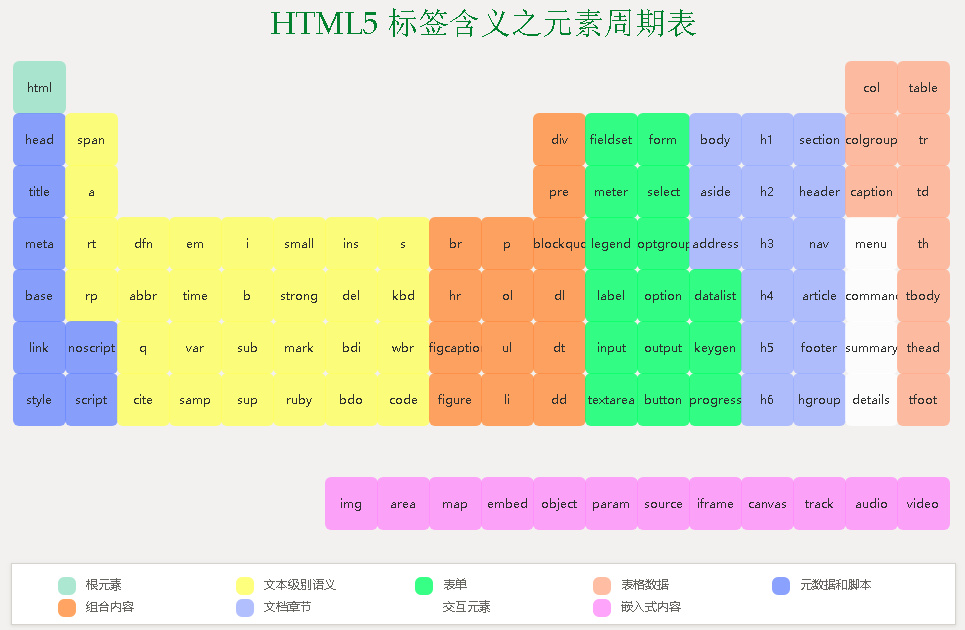 HTML5 标签含义之元素周期表
html col table
head span div fieldset form body h1 section colgroup tr
title a pre meter select aside h2 header caption td
meta rt dfn em i small ins s br p blockquo legend optgroup address h3 nav menu th
base rp abbr time b strong del kbd hr ol dl label option datalist h4 article comman tbody
link noscript q var sub mark bdi wbr figcaptio ul dt input output keygen h5 footer summary thead
style script cite samp sup ruby bdo code figure li dd textarea button progress h6 hgroup details tfoot
img area map embed object param source iframe canvas track audio video
根元素 文本级别语义 表单 表格数据 元数据和脚本
组合内容 文档章节 交互元素 嵌入式内容